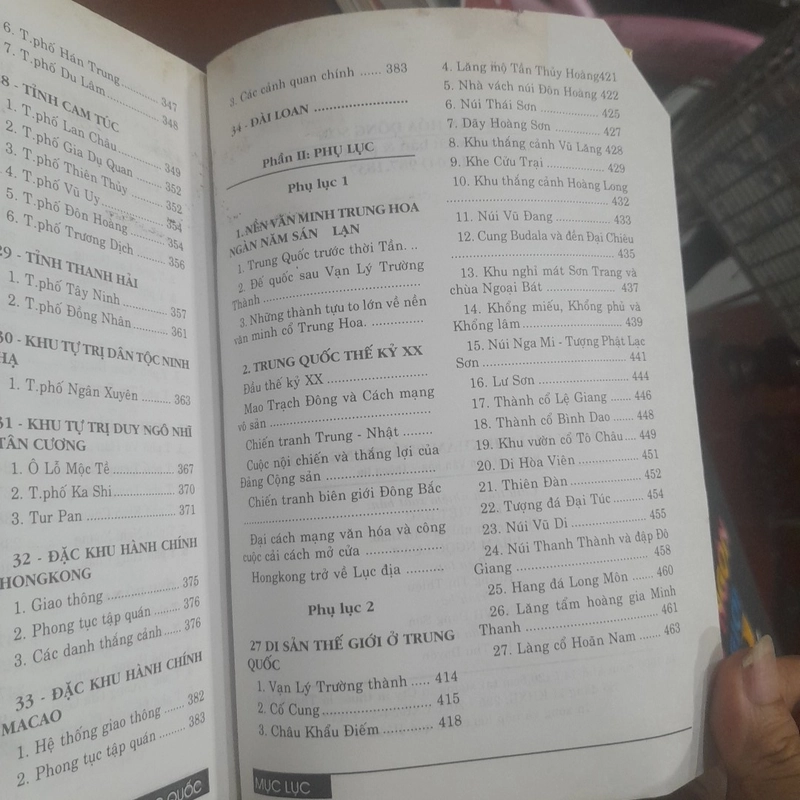 6. T.phố Hán Trung............ 347
7. T.phố Du Lâm............... 348
8 - TỈNH CAM TÚC
1. T.phố Lan Châu............. 349
2. T.phố Gia Dụ Quan ........ 352
3. T.phố Thiên Thủy .......... 352
4. T.phố Vũ Uy................. 354
5. T.phố Đôn Hoàng .......... 354
6. T.phố Trương Dịch ......... 356
29 - TỈNH THANH HẢI
1. T.phố Tây Ninh ............. 357
2. T.phố Đồng Nhân........... 361
30 - KHU TỰ TRỊ DÂN TỘC NINH
HẠ
1. T.phố Ngân Xuyên ......... 363
31 - KHU TỰ TRỊ DUY NGÔ NHĨ
TÂN CƯƠNG
1. Ô Lỗ Mộc Tề ................ 367
2. T.phố Ka Shi ................ 370
3. Tur Pan ....................... 371
32 - ĐẶC KHU HÀNH CHÍNH
HONGKONG
1. Giao thông ................... 375
2. Phong tục tập quán ....... 376
3. Các danh thắng cảnh .... 376
33 - ĐẶC KHU HÀNH CHÍNH
MACAO
1. Hệ thống giao thông ...... 382
2. Phong tục tập quán........ 383
QUỐC
3. Các cảnh quan chính ...... 383
34 - ĐÀI LOAN ........................
Phần II: PHỤ LỤC
Phụ lục 1
1.NỀN VĂN MINH TRUNG HOA
NGÀN NĂM SÁN LẠN
1. Trung Quốc trước thời Tần. ..
2. Đế quốc sau Vạn Lý Trường
Thành ................................
3. Những thành tựu to lớn về nền
văn minh cổ Trung Hoa. ..........
2. TRUNG QUỐC THẾ KỶ XX
Đầu thế kỷ XX .......................
Mao Trạch Đông và Cách mạng
vô sản ................................
Chiến tranh Trung - Nhật ........
Cuộc nội chiến và thắng lợi của
Đảng Cộng sản ......................
Chiến tranh biên giới Đông Bắc
..........................................
Đại cách mạng văn hóa và công
cuộc cải cách mở cửa ..............
Hongkong trở về Lục địa ..........
Phụ lục 2
27 DI SẢN THẾ GIỚI Ở TRUNG
QUỐC
1. Vạn Lý Trường thành ..... 414
2. Cố Cung....................... 415
3. Châu Khẩu Điếm........... 418
MỤC LỤC
4. Lăng mộ Tần Thủy Hoàng421
5. Nhà vách núi Đôn Hoàng 422
6. Núi Thái Sơn ................ 425
7. Dãy Hoàng Sơn ............. 427
8. Khu thắng cảnh Vũ Lăng 428
9. Khe Cửu Trại ................ 429
10. Khu thắng cảnh Hoàng Long
................................... 432
11. Núi Vũ Đang ............... 433
12. Cung Budala và đền Đại Chiêu
................................... 435
13. Khu nghỉ mát Sơn Trang và
chùa Ngoại Bát ................ 437
14. Khổng miếu, Khổng phủ và
Khổng lâm....................... 439
15. Núi Nga Mi - Tượng Phật Lạc
Sơn ................................ 441
16. Lư Sơn ....................... 444
17. Thành cổ Lệ Giang ....... 446
18. Thành cổ Bình Dao ....... 448
19. Khu vườn cổ Tô Châu... 449
20. Di Hòa Viên ................ 451
21. Thiên Đàn ................... 452
22. Tượng đá Đại Túc......... 454
23. Núi Vũ Di ................... 455
24. Núi Thanh Thành và đập Đô
Giang .............................. 458
25. Hang đá Long Môn ....... 460
26. Lăng tẩm hoàng gia Minh
Thanh ............................. 461
27. Làng cổ Hoãn Nam ....... 463